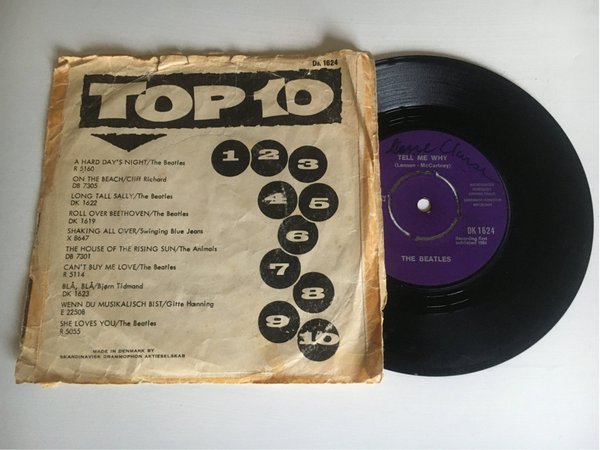 DK 1624
TOP 10
A HARD DAY'S NIGHT/The Beatles
R 5160
ON THE BEACH/Cliff Richard
DB 7305
LONG TALL SALLY/The Beatles
DK 1622
ROLL OVER BEETHOVEN/The Beatles
DK 1619
SHAKING ALL OVER/Swinging Blue Jeans
X 8647
THE HOUSE OF THE RISING SUN/The Animals
DB 7301
CAN'T BUY ME LOVE/The Beatles
R 5114
BLÅ, BLÅ/Bjørn Tidmand
DK 1623
WENN DU MUSIKALISCH BIST/Gitte Hænning
E 22508
SHE LOVES YOU/The Beatles
R 5055
1 2 3
4 5
6
7
8
9 10
MADE IN DENMARK BY
SKANDINAVISK GRAMMOPHON AKTIESELSKAB
TELL ME WHY
(Lennon - McCartney)
DK 1624
Recording first
published 1964
THE BEATLES